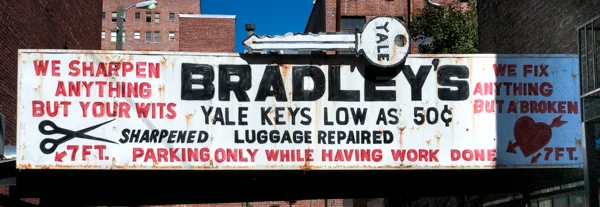 YALE
WE SHARPEN
ANYTHING
BUT YOUR WITS
BRADLEY'S
YALE KEYS LOW AS 50¢
SHARPENED LUGGAGE REPAIRED
WE FIX
ANYTHING
BUT A BROKEN
7 FT. PARKING ONLY WHILE HAVING WORK DONE 7 FT.